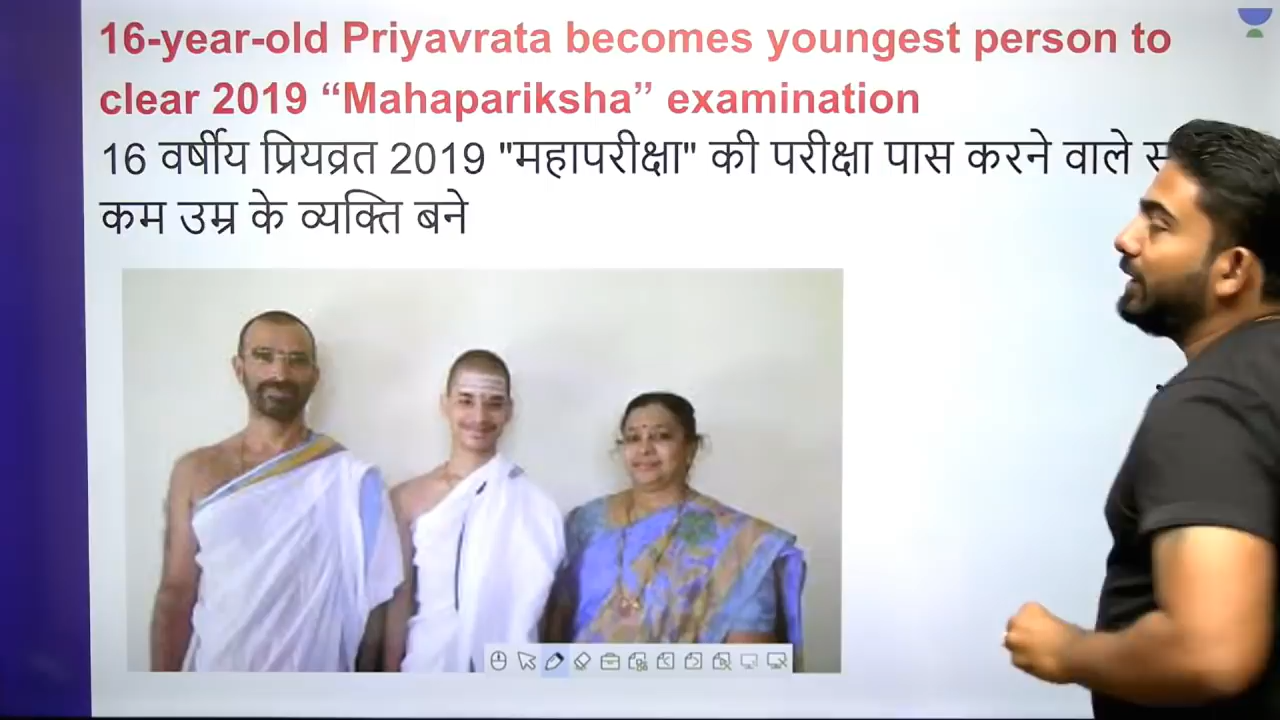 16-year-old Priyavrata becomes youngest person to
clear 2019 “Mahapariksha” examination
16 वर्षीय प्रियव्रत 2019 "महापरीक्षा" की परीक्षा पास करने वाले
कम उम्र के व्यक्ति बने